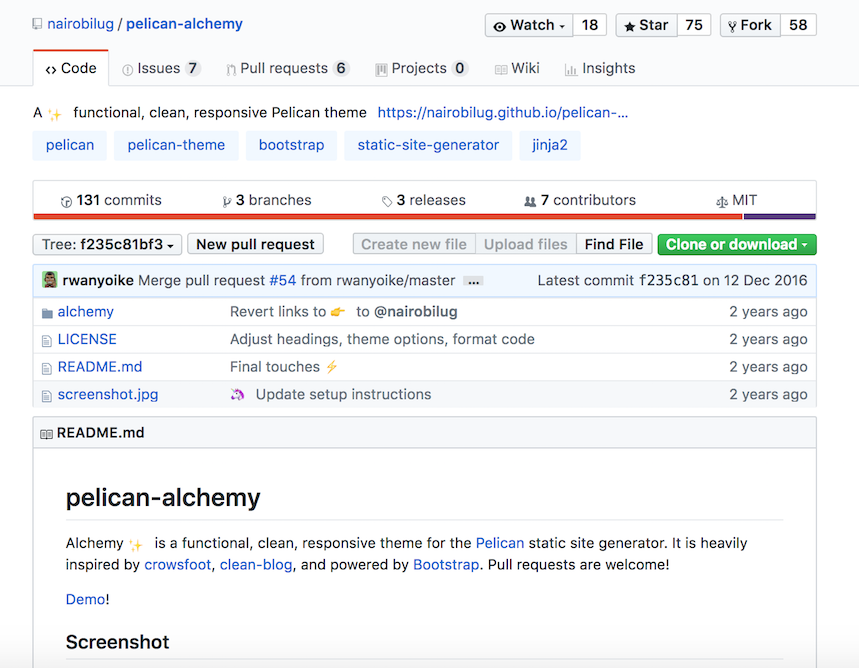 nairobilug / pelican-alchemy
Watch 18 Star 75 Fork 58
Code Issues 7 Pull requests 6 Projects 0 Wiki Insights
A ✨ functional, clean, responsive Pelican theme https://nairobilug.github.io/pelican-...
pelican pelican-theme bootstrap static-site-generator jinja2
131 commits 3 branches 3 releases 7 contributors MIT
Tree: f235c81bf3 New pull request Create new file Upload files Find File Clone or download
rwanyoike Merge pull request #54 from rwanyoike/master ... Latest commit f235c81 on 12 Dec 2016
alchemy Revert links to 👉 to @nairobilug 2 years ago
LICENSE Adjust headings, theme options, format code 2 years ago
README.md Final touches ⚡ 2 years ago
screenshot.jpg 🦄 Update setup instructions 2 years ago
README.md
pelican-alchemy
Alchemy ✨ is a functional, clean, responsive theme for the Pelican static site generator. It is heavily
inspired by crowsfoot, clean-blog, and powered by Bootstrap. Pull requests are welcome!
Demo!
Screenshot